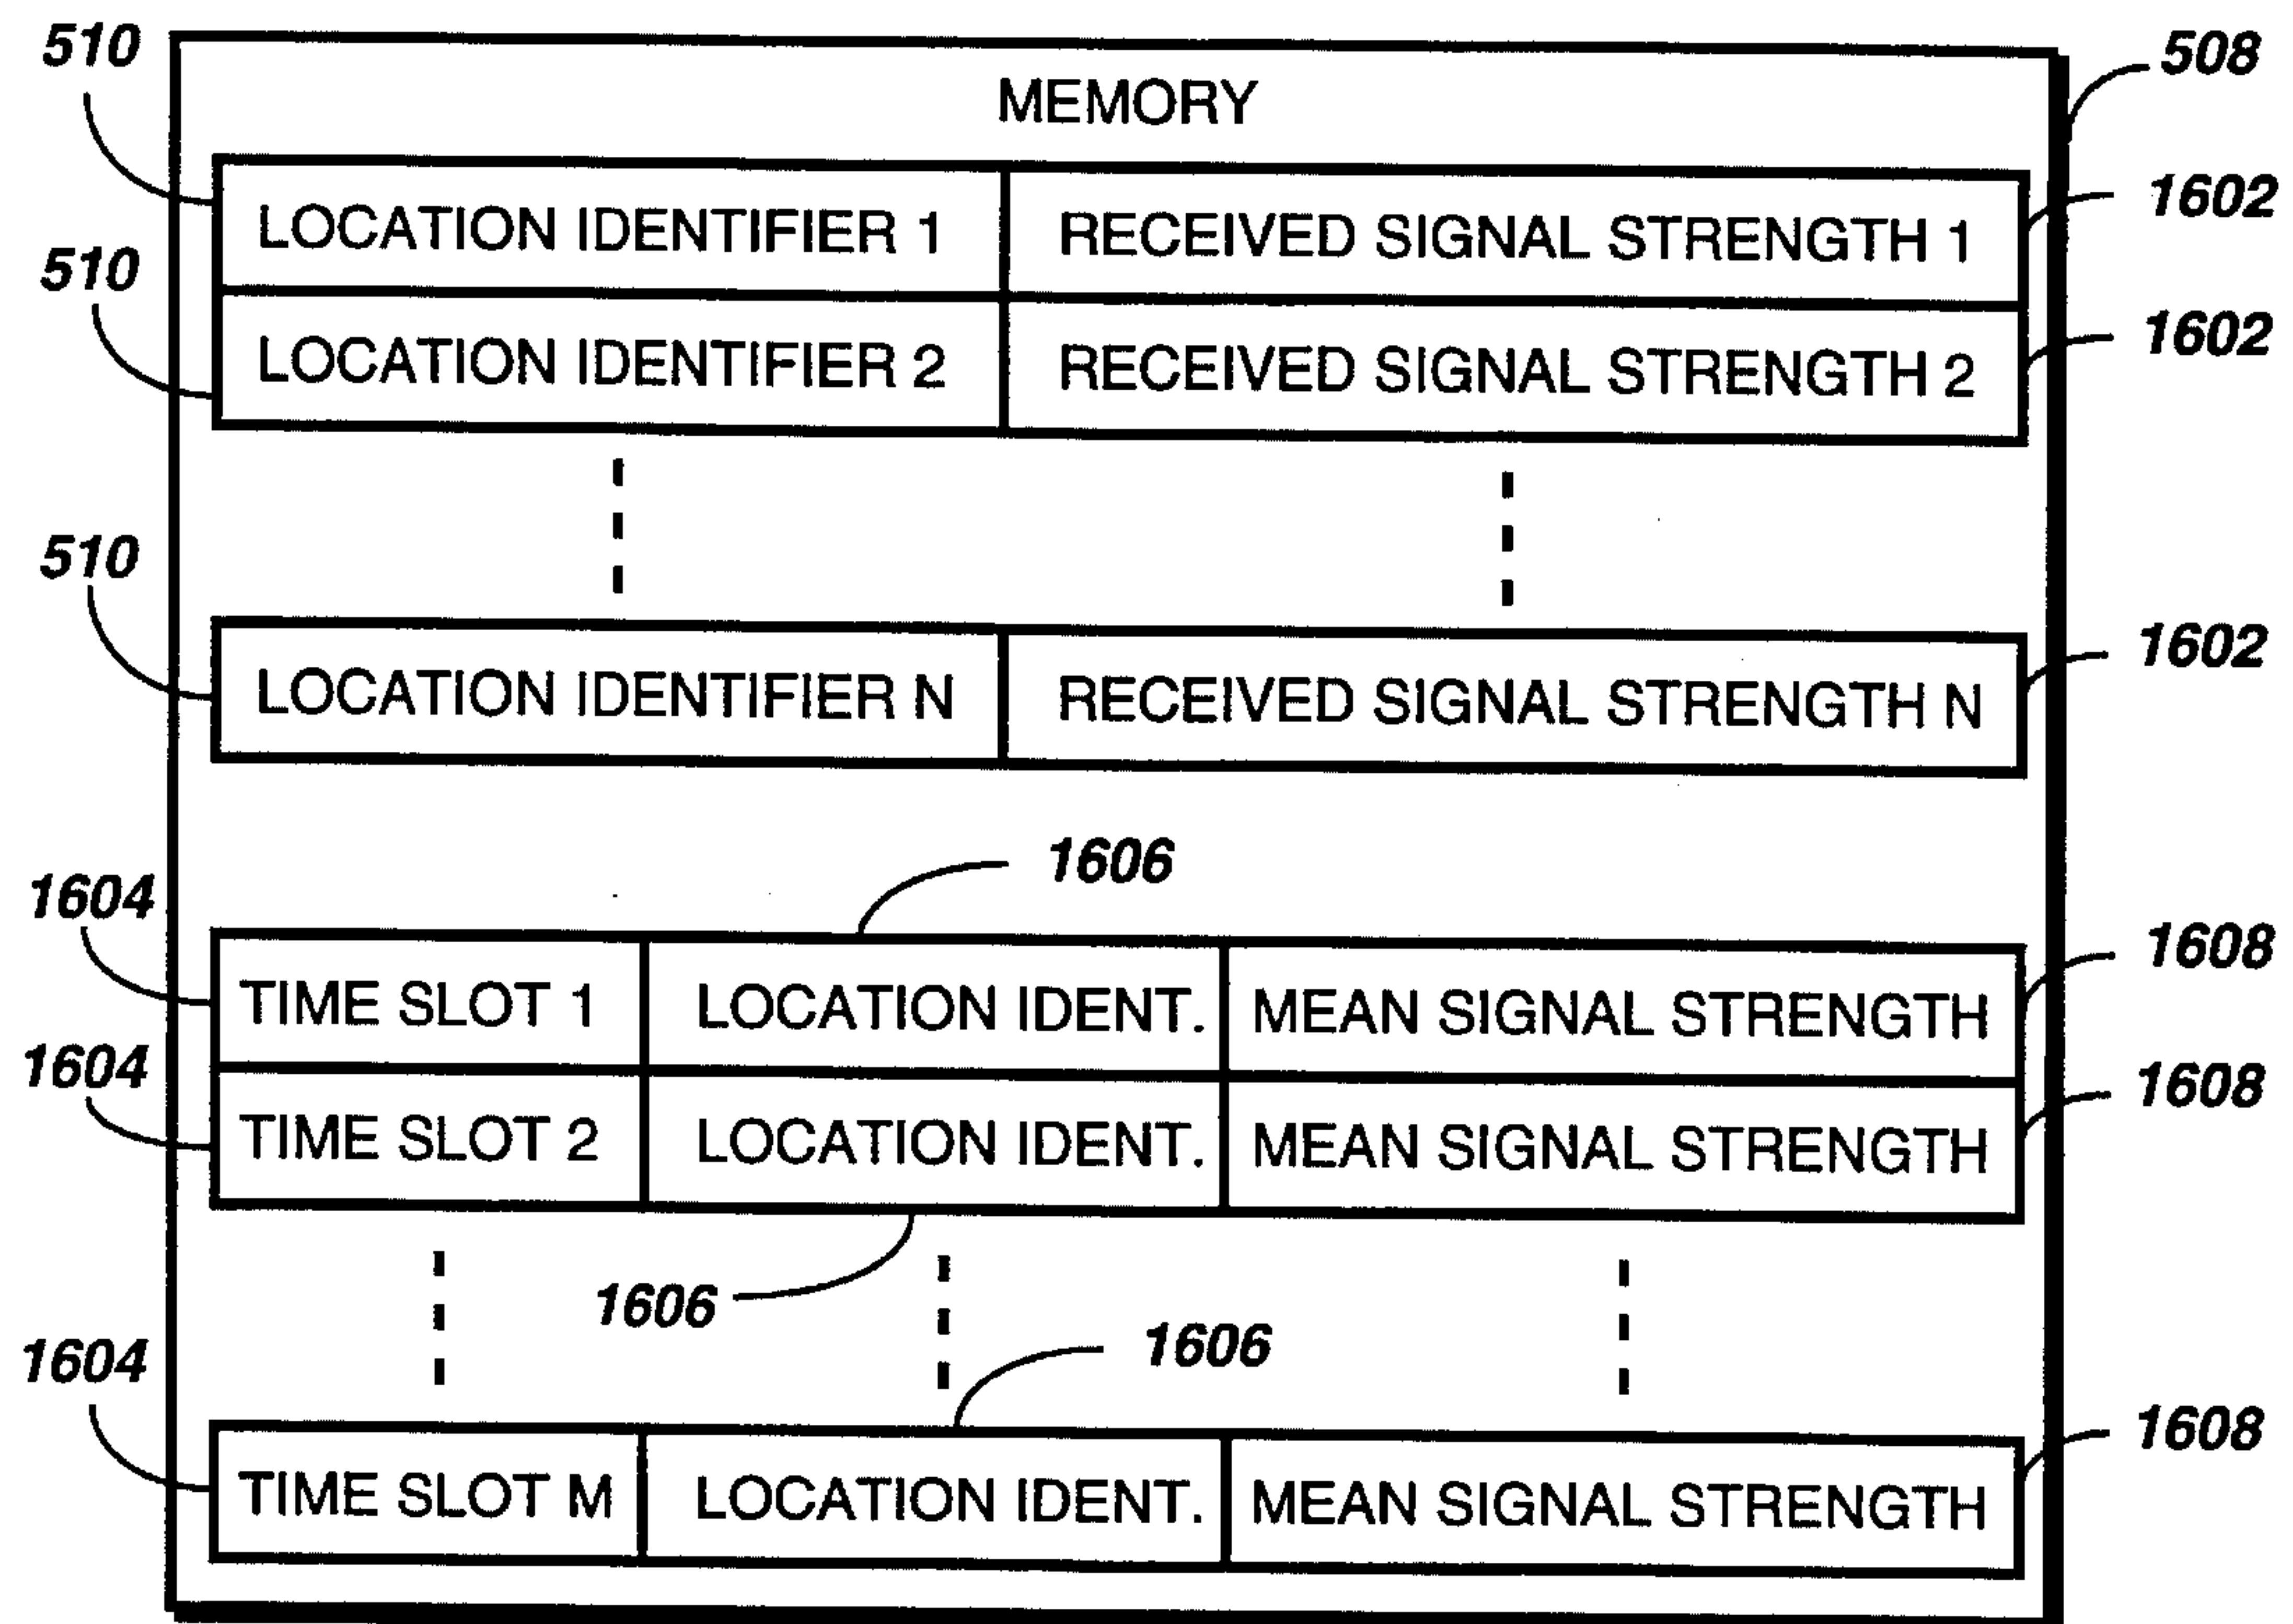 510
508
MEMORY
LOCATION IDENTIFIER 1 RECEIVED SIGNAL STRENGTH 1
1602
510
LOCATION IDENTIFIER 2 RECEIVED SIGNAL STRENGTH 2
1602
510
LOCATION IDENTIFIER N RECEIVED SIGNAL STRENGTH N
1602
1606
1604
TIME SLOT 1 LOCATION IDENT. MEAN SIGNAL STRENGTH
1608
1604
TIME SLOT 2 LOCATION IDENT. MEAN SIGNAL STRENGTH
1608
1606
1606
1604
TIME SLOT M LOCATION IDENT. MEAN SIGNAL STRENGTH
1608